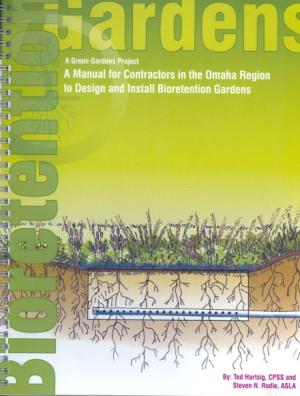 Bioretention
Gardens
A Green Gardens Project
A Manual for Contractors in the Omaha Region
to Design and Install Bioretention Gardens
By: Ted Hartsig, CPSS and
Steven N. Rodie, ASLA